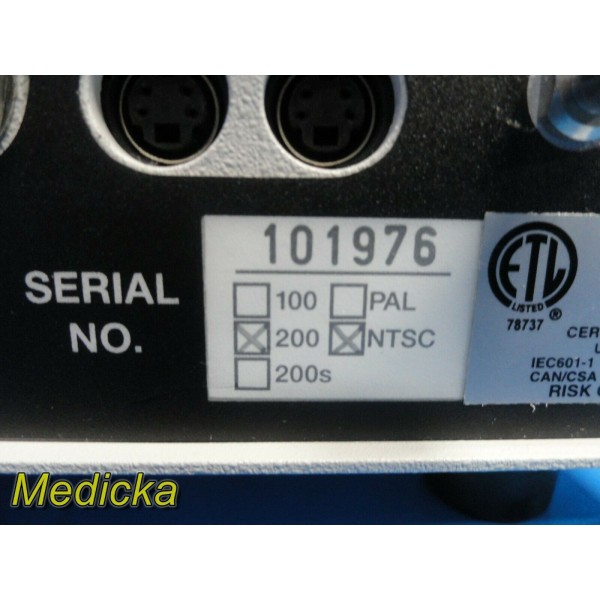 101976
SERIAL NO.
100 PAL
200 NTSC
200s
ETL
LISTED
®
78737
CER
U
IEC601-1
CAN/CSA
RISK
Medicka